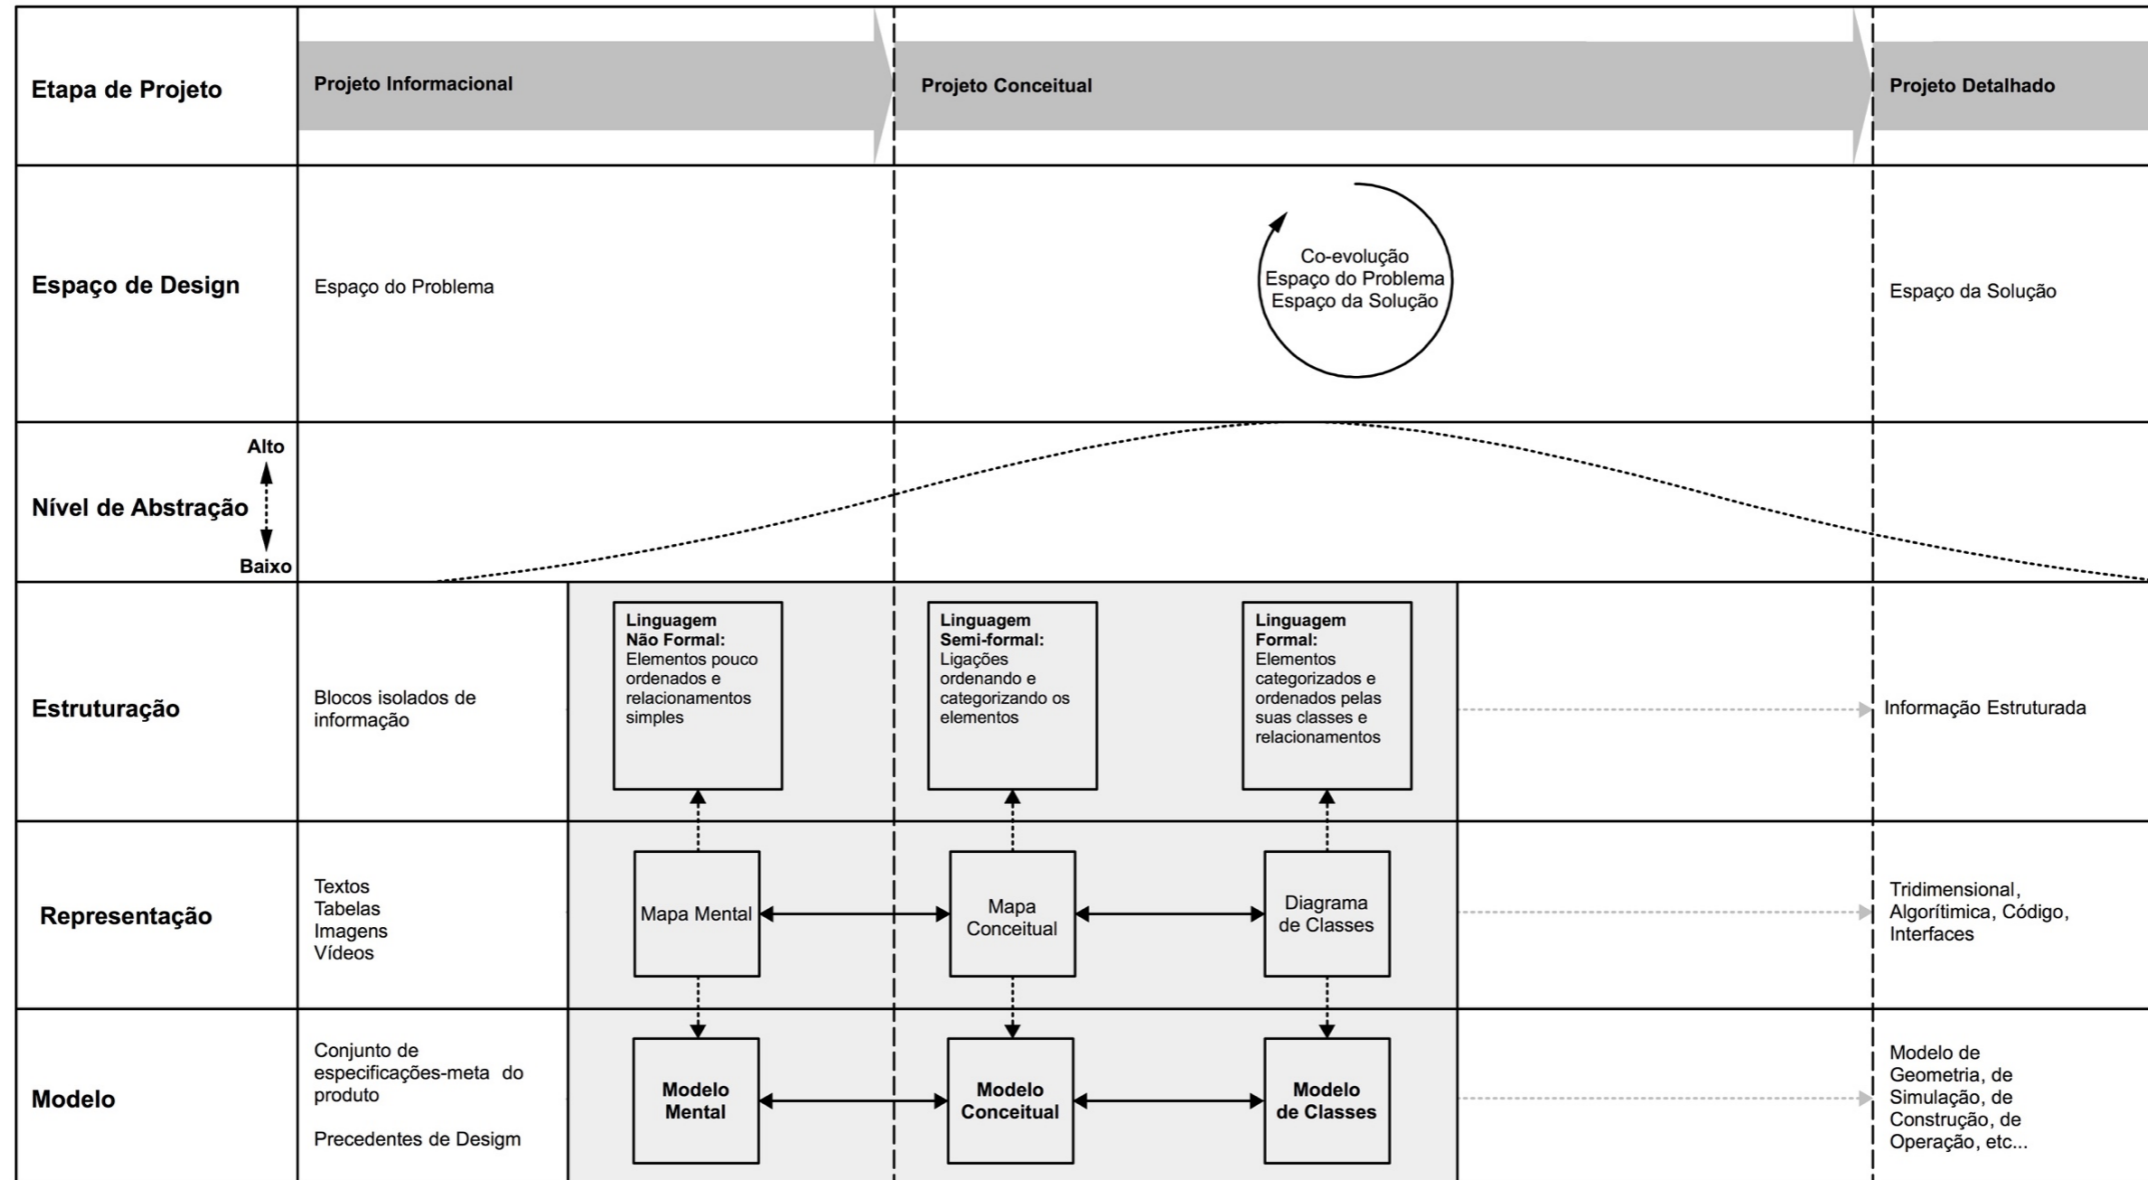 Etapa de Projeto
Projeto Informacional
Projeto Conceitual
Projeto Detalhado
Espaço de Design
Espaço do Problema
Co-evolução
Espaço do Problema
Espaço da Solução
Espaço da Solução
Nível de Abstração
Alto
Baixo
Estruturação
Blocos isolados de
informação
Linguagem
Não Formal:
Elementos pouco
ordenados e
relacionamentos
simples
Linguagem
Semi-formal:
Ligações
ordenando e
categorizando os
elementos
Linguagem
Formal:
Elementos
categorizados e
ordenados pelas
suas classes e
relacionamentos
Informação Estruturada
Representação
Textos
Tabelas
Imagens
Vídeos
Mapa Mental
Mapa
Conceitual
Diagrama
de Classes
Tridimensional,
Algorítimica, Código,
Interfaces
Modelo
Conjunto de
especificações-meta do
produto
Precedentes de Desigm
Modelo
Mental
Modelo
Conceitual
Modelo
de Classes
Modelo de
Geometria, de
Simulação, de
Construção, de
Operação, etc...